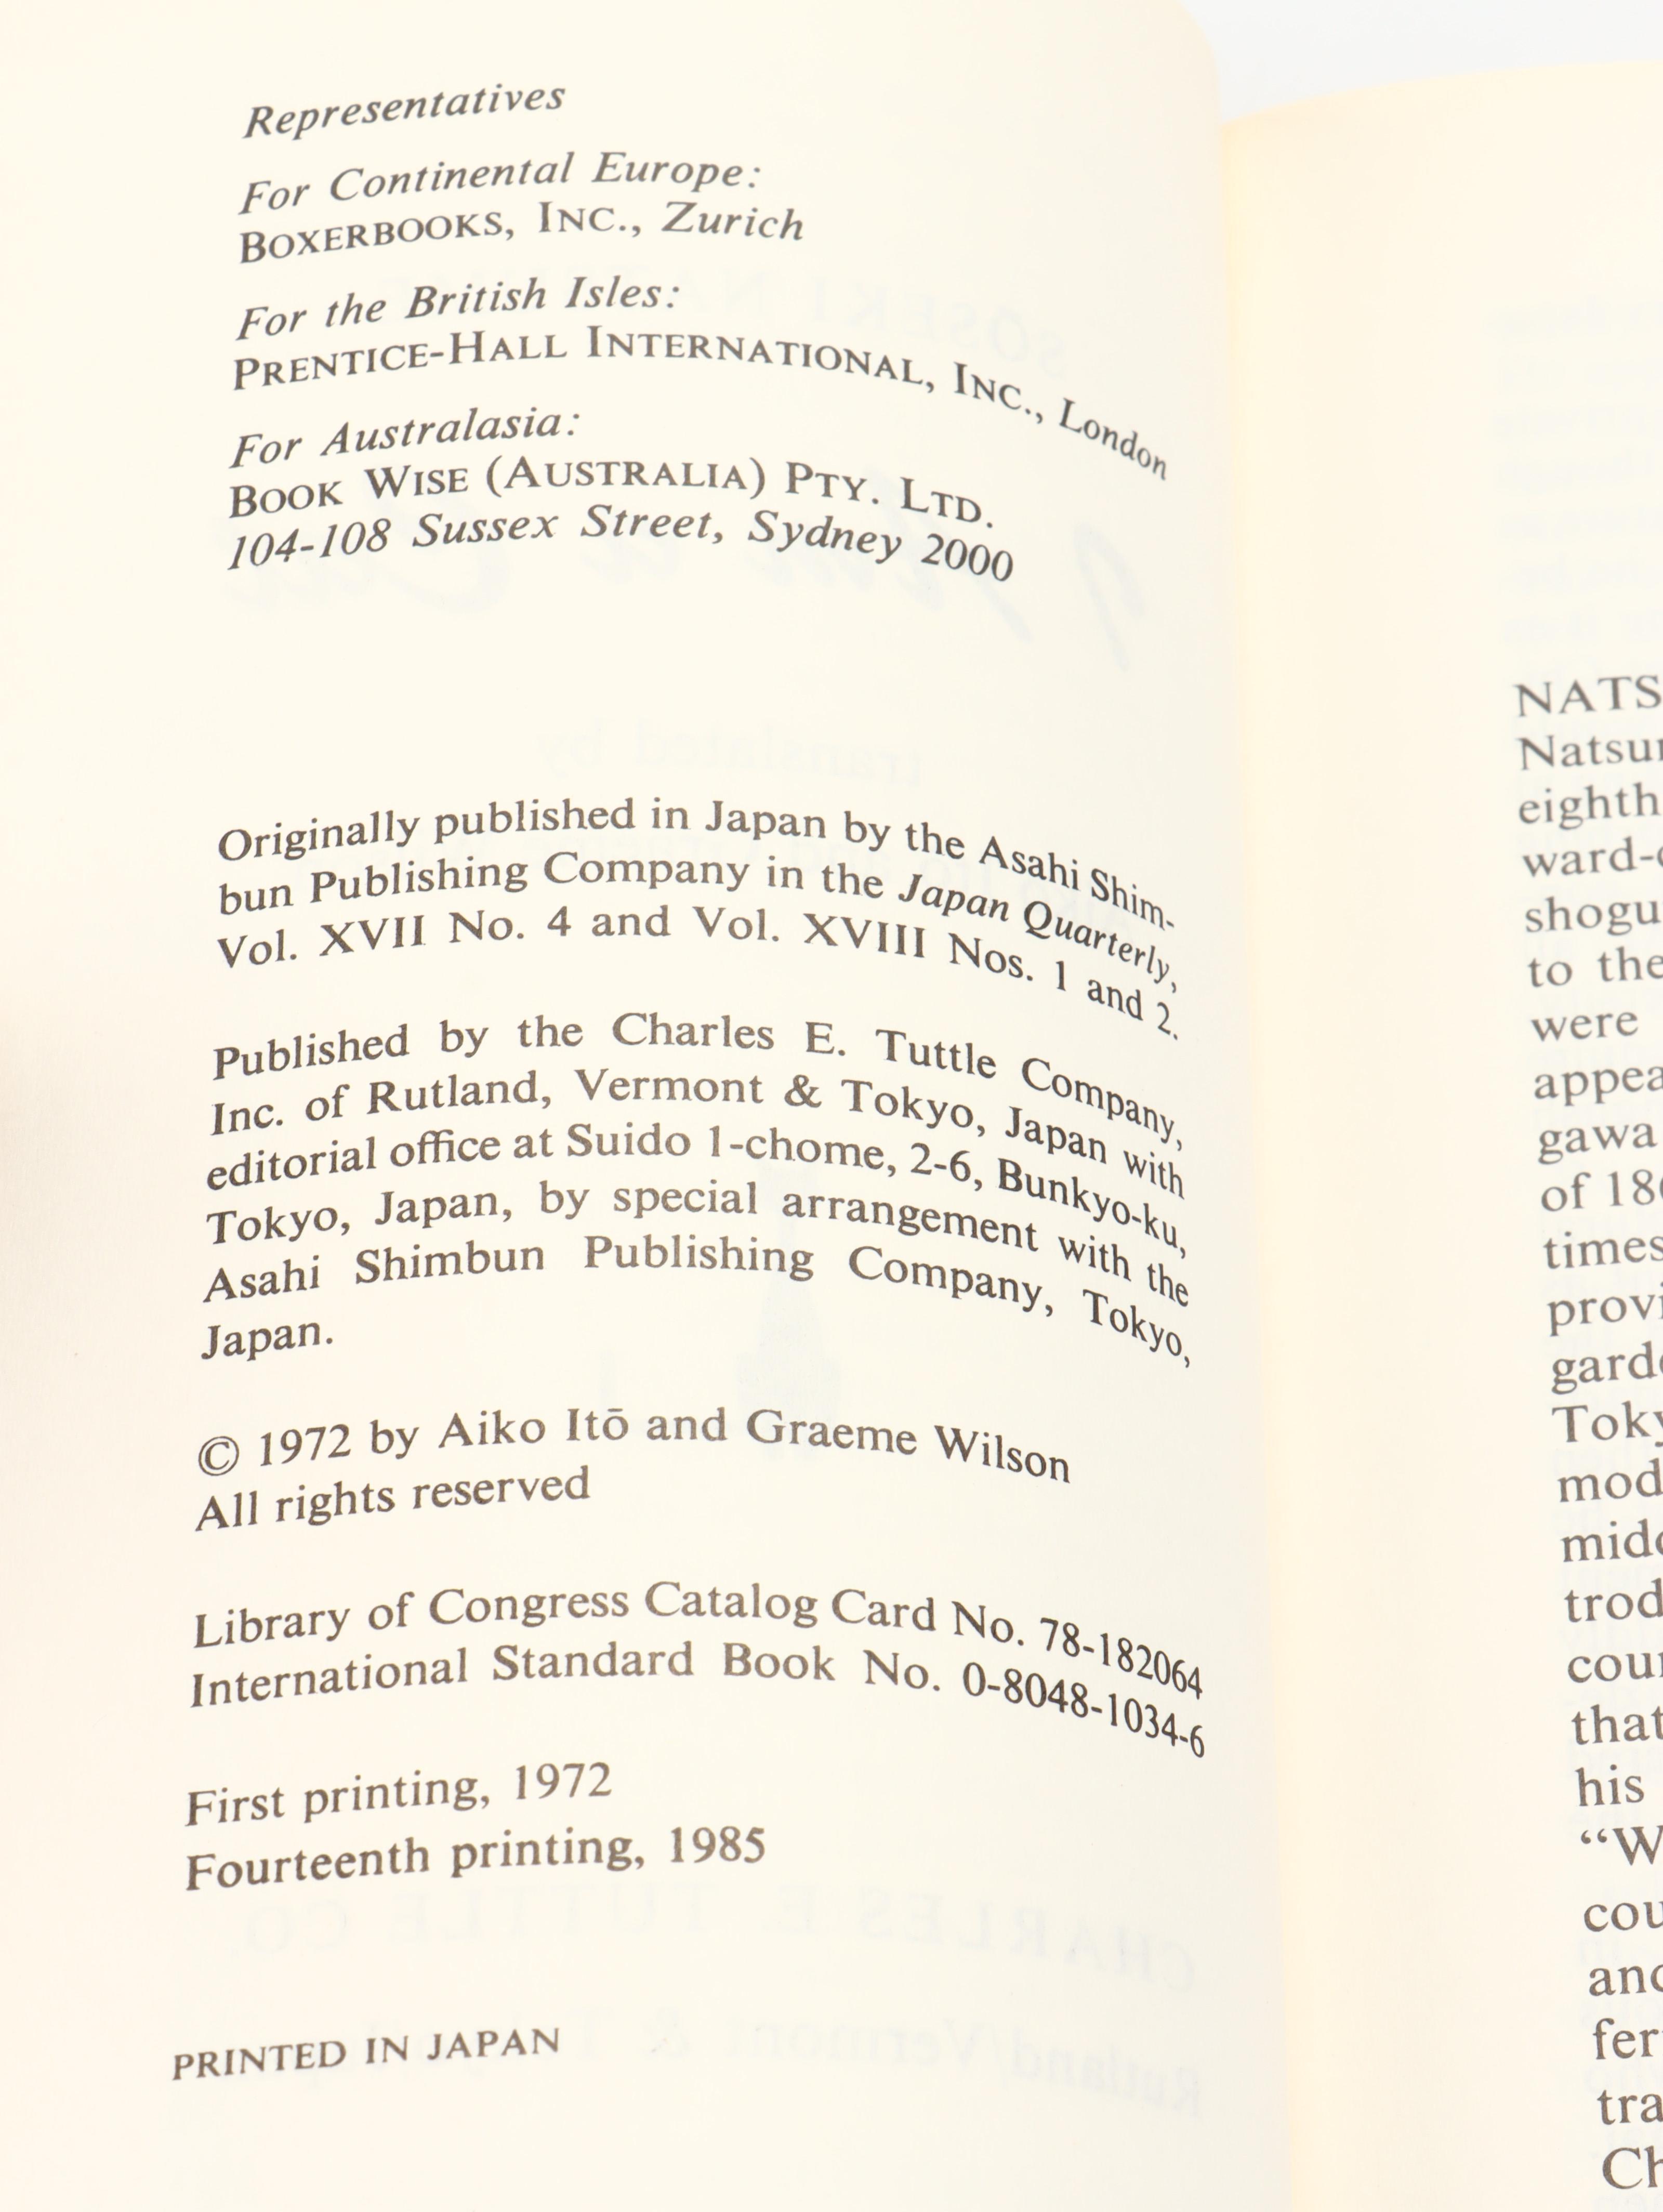 Representatives
For Continental Europe:
BOXERBOOKS, INC., Zurich
For the British Isles:
PRENTICE-HALL INTERNATIONAL, INC., London
For Australasia:
BOOK WISE (AUSTRALIA) PTY. LTD.
104-108 Sussex Street, Sydney 2000
Originally published in Japan by the Asahi Shim-
bun Publishing Company in the Japan Quarterly,
Vol. XVII No. 4 and Vol. XVIII Nos. 1 and 2.
Published by the Charles E. Tuttle Company,
Inc. of Rutland, Vermont & Tokyo, Japan with
editorial office at Suido 1-chome, 2-6, Bunkyo-ku,
Tokyo, Japan, by special arrangement with the
Asahi Shimbun Publishing Company, Tokyo,
Japan.
© 1972 by Aiko Itō and Graeme Wilson
All rights reserved
Library of Congress Catalog Card No. 78-182064
International Standard Book No. 0-8048-1034-6
First printing, 1972
Fourteenth printing, 1985
PRINTED IN JAPAN
NATS
Natsu
eighth
ward-
shogu
to the
were
appea
gawa
of 18
times
provi
gard
Tok
mod
mid
trod
cou
that
his
“W
cou
and
fer
tra
Ch